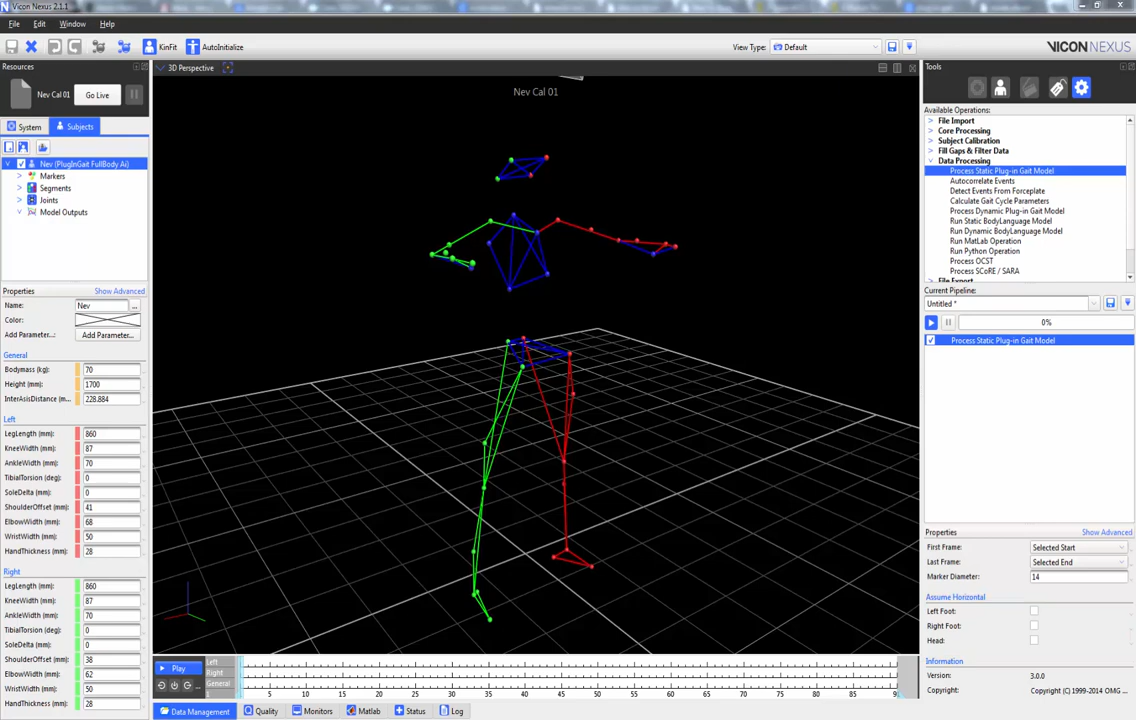 Vicon Nexus 2.1.1
File Edit Window Help
KinFit AutoInitialize View Type: Default VICON NEXUS
Resources
Nev Cal 01 Go Live
System Subjects
Nev (PlugInGait FullBody Ai)
Markers
Segments
Joints
Model Outputs
Properties Show Advanced
Name: Nev ...
Color:
Add Parameter...: Add Parameter...
General
Bodymass (kg): 70
Height (mm): 1700
InterAsisDistance (m... 228.884
Left
LegLength (mm): 860
KneeWidth (mm): 87
AnkleWidth (mm): 70
TibialTorsion (deg): 0
SoleDelta (mm): 0
ShoulderOffset (mm): 41
ElbowWidth (mm): 68
WristWidth (mm): 50
HandThickness (mm): 28
Right
LegLength (mm): 860
KneeWidth (mm): 87
AnkleWidth (mm): 70
TibialTorsion (deg): 0
SoleDelta (mm): 0
ShoulderOffset (mm): 38
ElbowWidth (mm): 62
WristWidth (mm): 50
HandThickness (mm): 28
3D Perspective
Nev Cal 01
Play
Left
Right
General
5 10 15 20 25 30 35 40 45 50 55 60 65 70 75 80 85
Data Management Quality Monitors Matlab Status Log
Tools
Available Operations:
File Import
Core Processing
Subject Calibration
Fill Gaps & Filter Data
Data Processing
Process Static Plug-in Gait Model
Autocorrelate Events
Detect Events From Forceplate
Calculate Gait Cycle Parameters
Process Dynamic Plug-in Gait Model
Run Static BodyLanguage Model
Run Dynamic BodyLanguage Model
Run MatLab Operation
Run Python Operation
Process OCST
Process SCoRE / SARA
File Export
Current Pipeline:
Untitled *
0%
Process Static Plug-in Gait Model
Properties Show Advanced
First Frame: Selected Start
Last Frame: Selected End
Marker Diameter: 14
Assume Horizontal
Left Foot:
Right Foot:
Head:
Information
Version: 3.0.0
Copyright: Copyright (C) 1999-2014 OMG ...